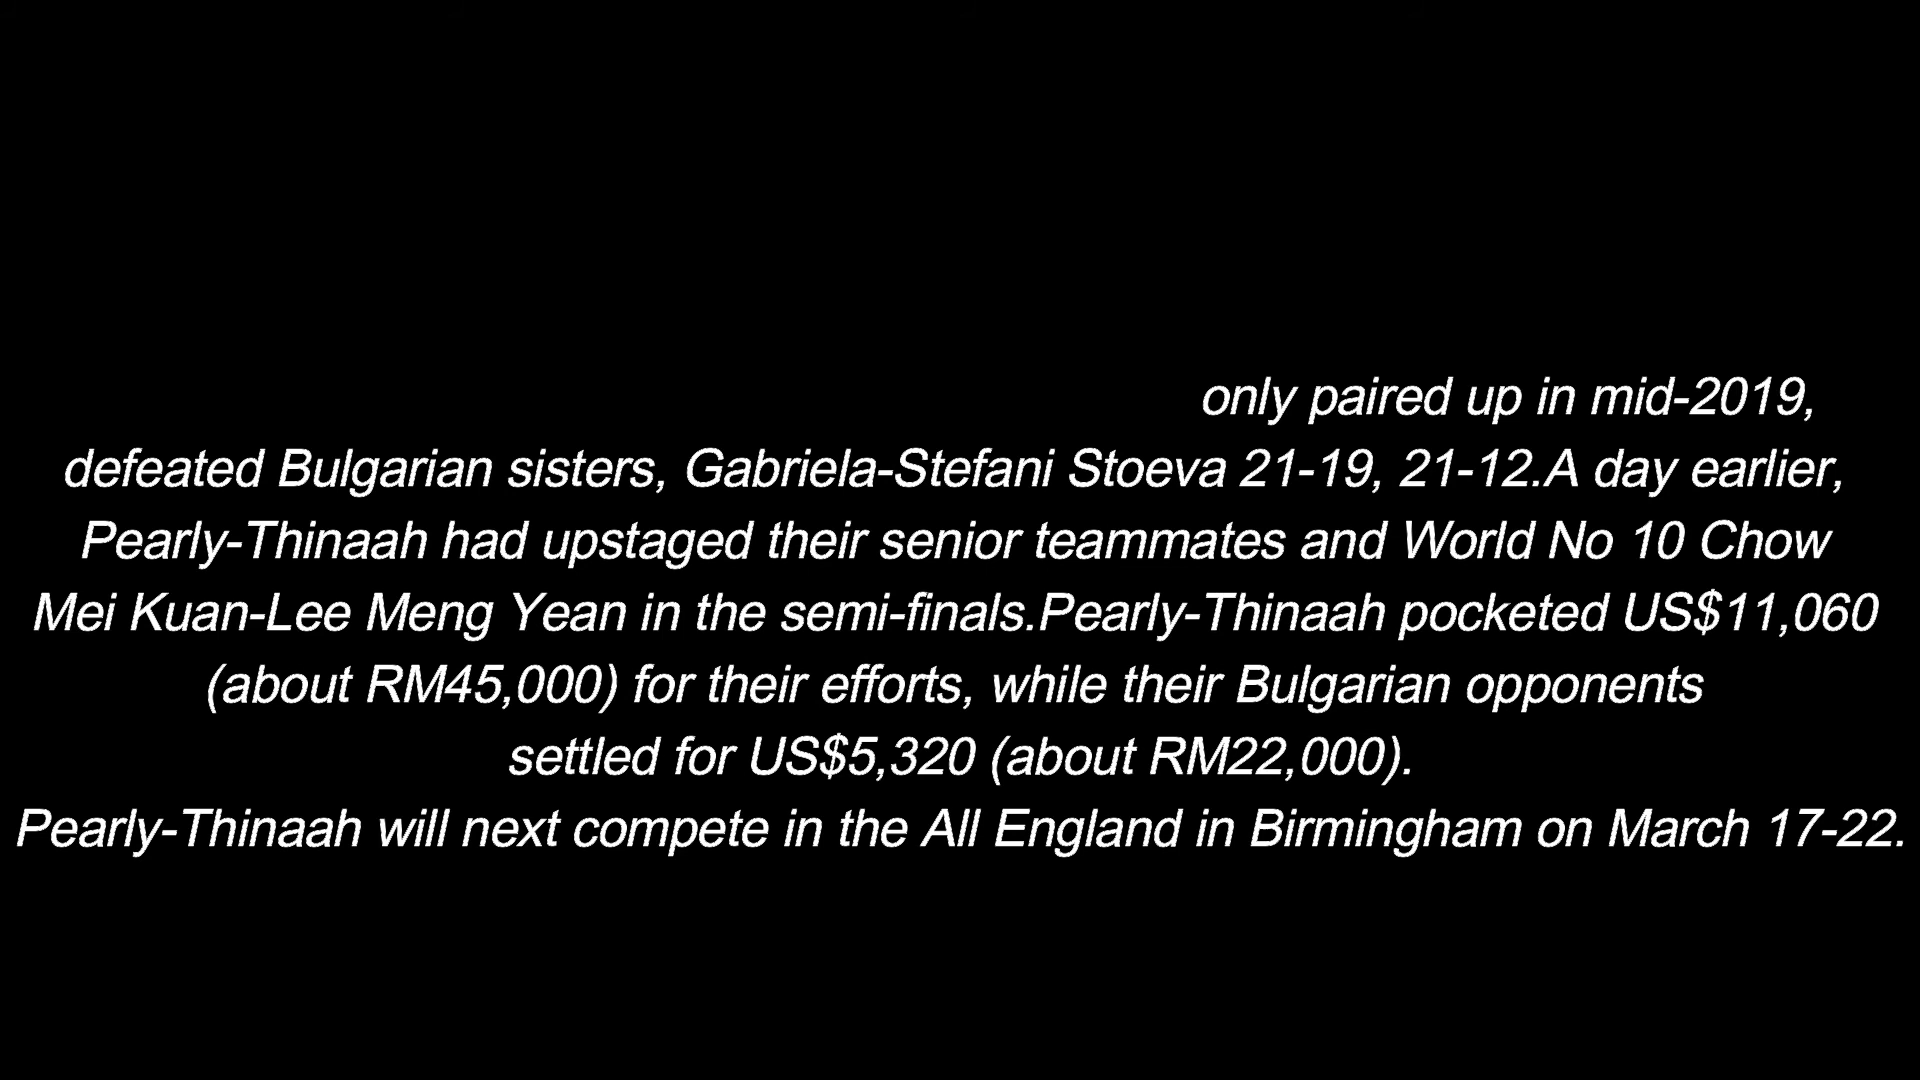 only paired up in mid-2019,
defeated Bulgarian sisters, Gabriela-Stefani Stoeva 21-19, 21-12.A day earlier,
Pearly-Thinaah had upstaged their senior teammates and World No 10 Chow
Mei Kuan-Lee Meng Yean in the semi-finals.Pearly-Thinaah pocketed US$11,060
(about RM45,000) for their efforts, while their Bulgarian opponents
settled for US$5,320 (about RM22,000).
Pearly-Thinaah will next compete in the All England in Birmingham on March 17-22.